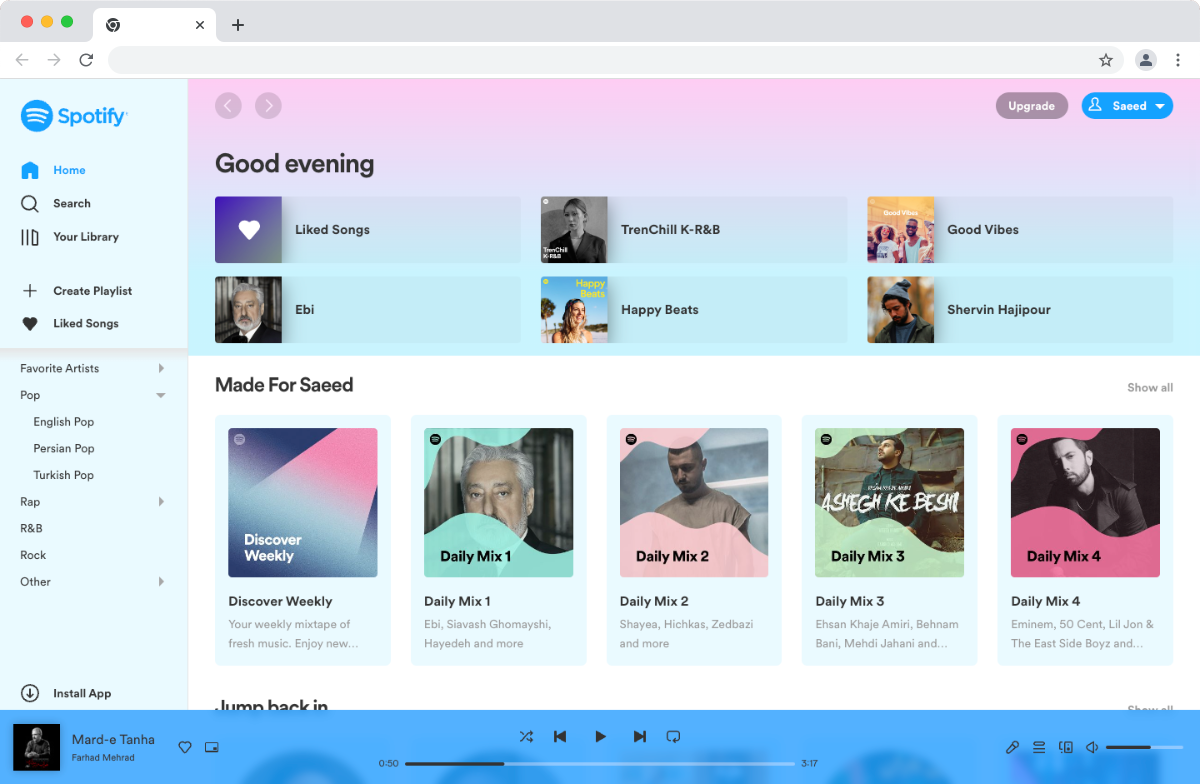 Spotify
Home
Search
Your Library
Create Playlist
Liked Songs
Favorite Artists
Pop
English Pop
Persian Pop
Turkish Pop
Rap
R&B
Rock
Other
Install App
Upgrade
Saeed
Good evening
Liked Songs
TrenChill
K-R&B
TrenChill K-R&B
Good Vibes
Good Vibes
Ebi
Happy
Beats
Happy Beats
Shervin Hajipour
Made For Saeed
Show all
Discover
Weekly
Discover Weekly
Your weekly mixtape of
fresh music. Enjoy new...
Daily Mix 1
Daily Mix 1
Ebi, Siavash Ghomayshi,
Hayedeh and more
Daily Mix 2
Daily Mix 2
Shayea, Hichkas, Zedbazi
and more
ASHEGH KE BESHI
Daily Mix 3
Daily Mix 3
Ehsan Khaje Amiri, Behnam
Bani, Mehdi Jahani and...
Daily Mix 4
Daily Mix 4
Eminem, 50 Cent, Lil Jon &
The East Side Boyz and...
Jump back in
Show all
Mard-e Tanha
Farhad Mehrad
0:50
3:17